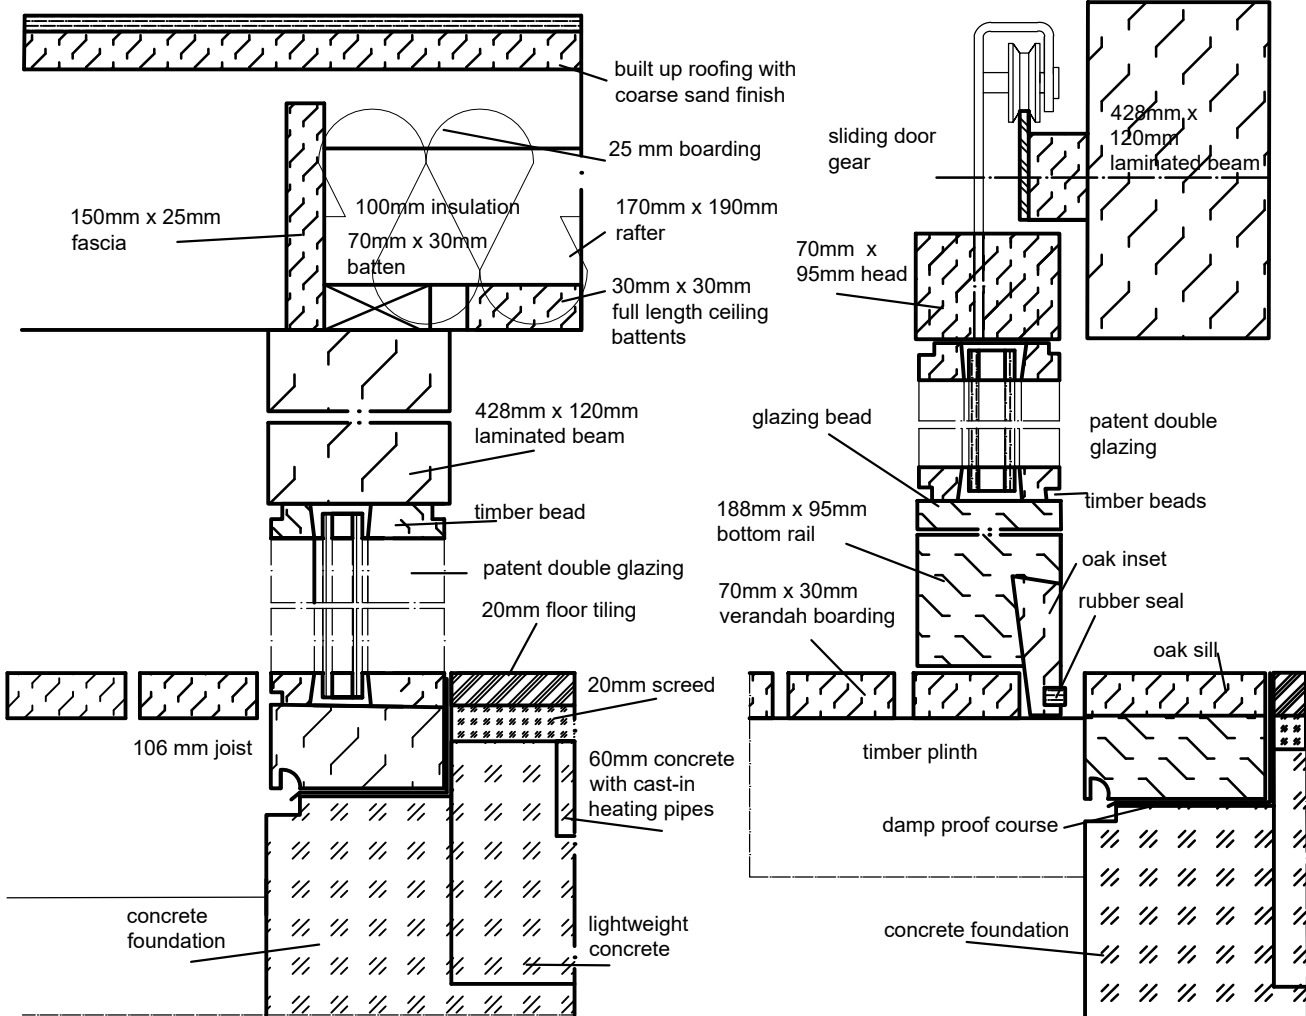 built up roofing with
coarse sand finish
25 mm boarding
150mm x 25mm
fascia
100mm insulation
70mm x 30mm
batten
170mm x 190mm
rafter
30mm x 30mm
full length ceiling
battents
428mm x 120mm
laminated beam
timber bead
patent double glazing
20mm floor tiling
20mm screed
106 mm joist
60mm concrete
with cast-in
heating pipes
concrete
foundation
lightweight
concrete
sliding door
gear
428mm x
120mm
laminated beam
70mm  x
95mm head
glazing bead
patent double
glazing
timber beads
188mm x 95mm
bottom rail
oak inset
70mm x 30mm
verandah boarding
rubber seal
oak sill
timber plinth
damp proof course
concrete foundation